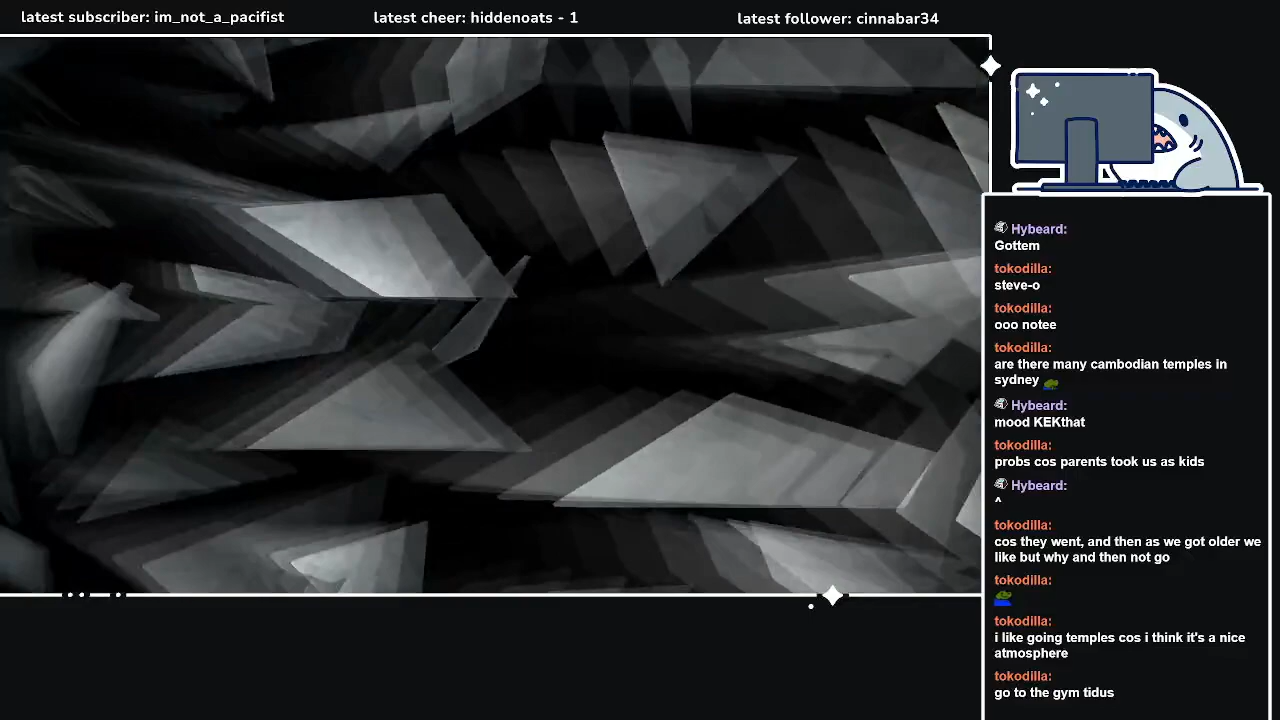 latest subscriber: im_not_a_pacifist
latest cheer: hiddenoats - 1
latest follower: cinnabar34
Hybeard:
Gottem
tokodilla:
steve-o
tokodilla:
ooo notee
tokodilla:
are there many cambodian temples in
sydney
Hybeard:
mood KEKthat
tokodilla:
probs cos parents took us as kids
Hybeard:
^
tokodilla:
cos they went, and then as we got older we
like but why and then not go
tokodilla:
tokodilla:
i like going temples cos i think it's a nice
atmosphere
tokodilla:
go to the gym tidus